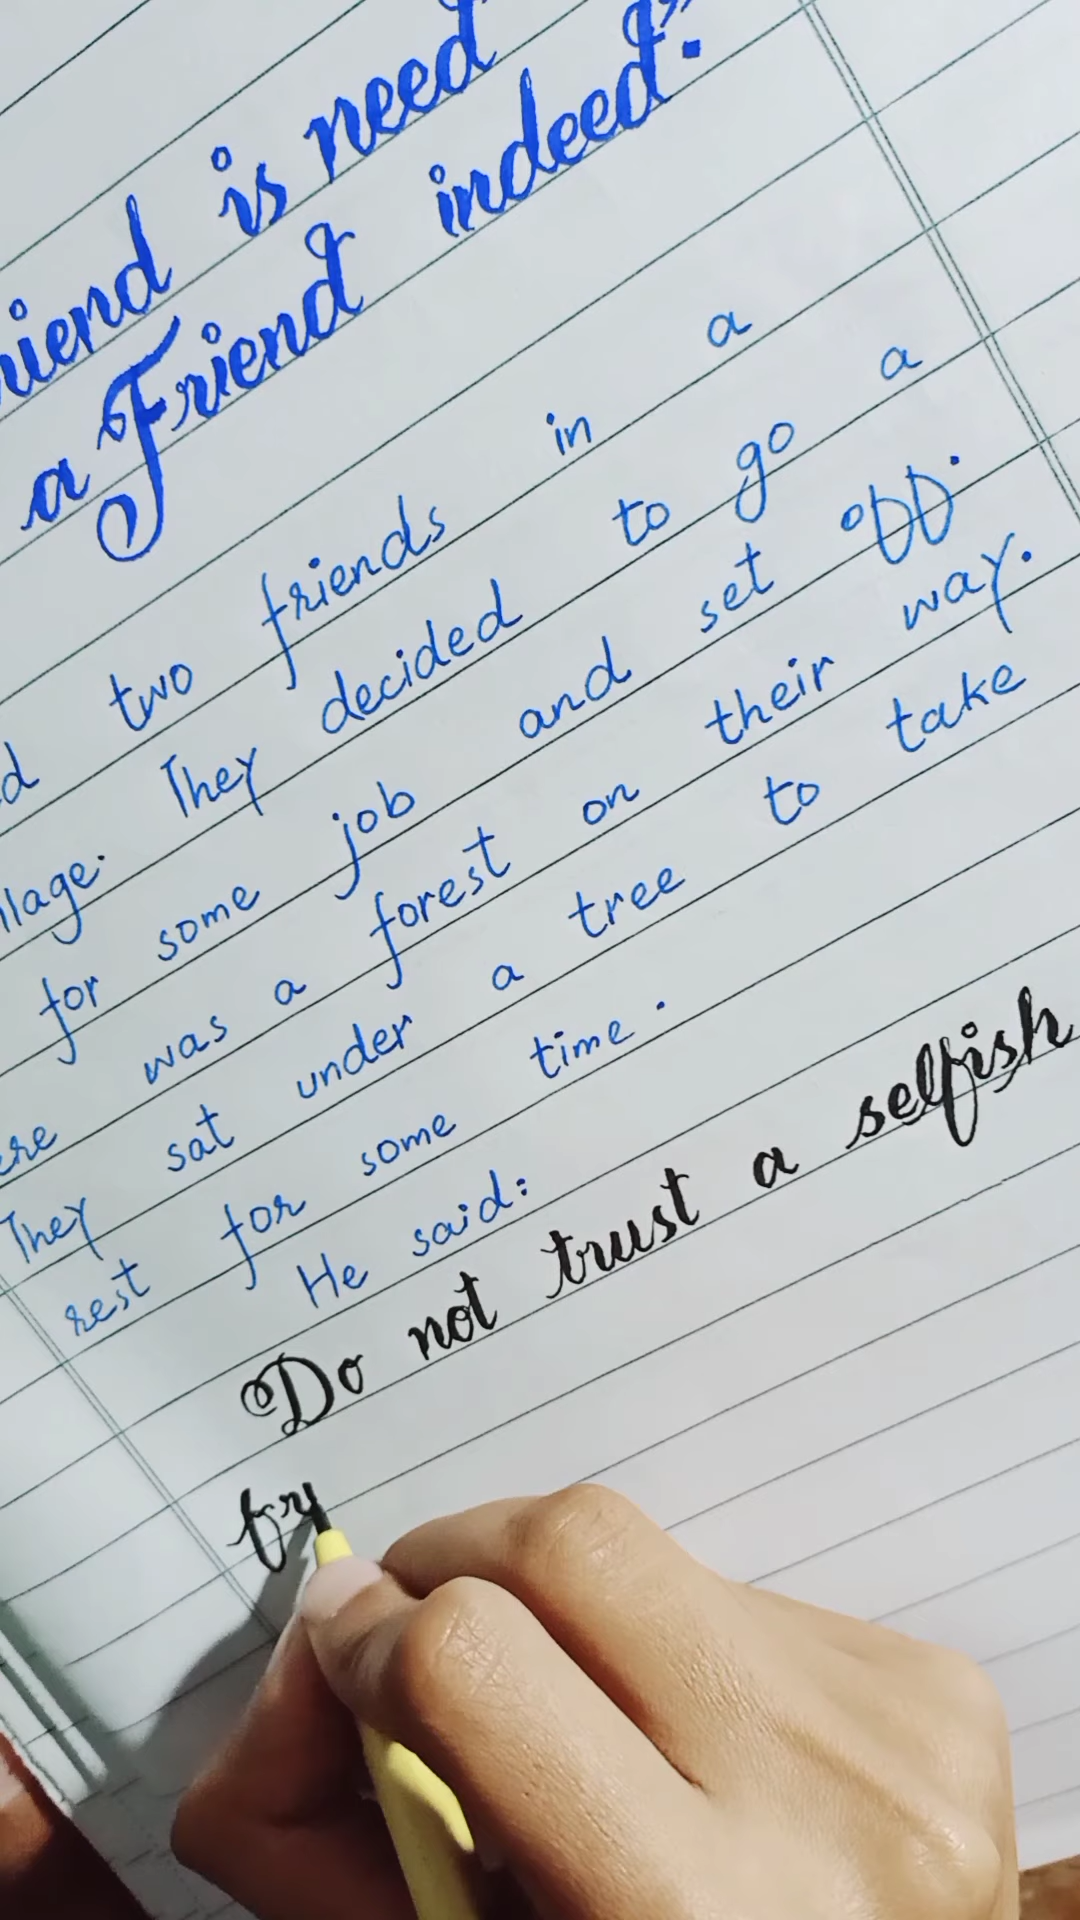 riend is need
a Friend indeed."
d two friends in a
llage. They decided to go a
for some job and set off.
ere was a forest on their way.
They sat under a tree to take
rest for some time.
He said:
Do not trust a selfish
fr